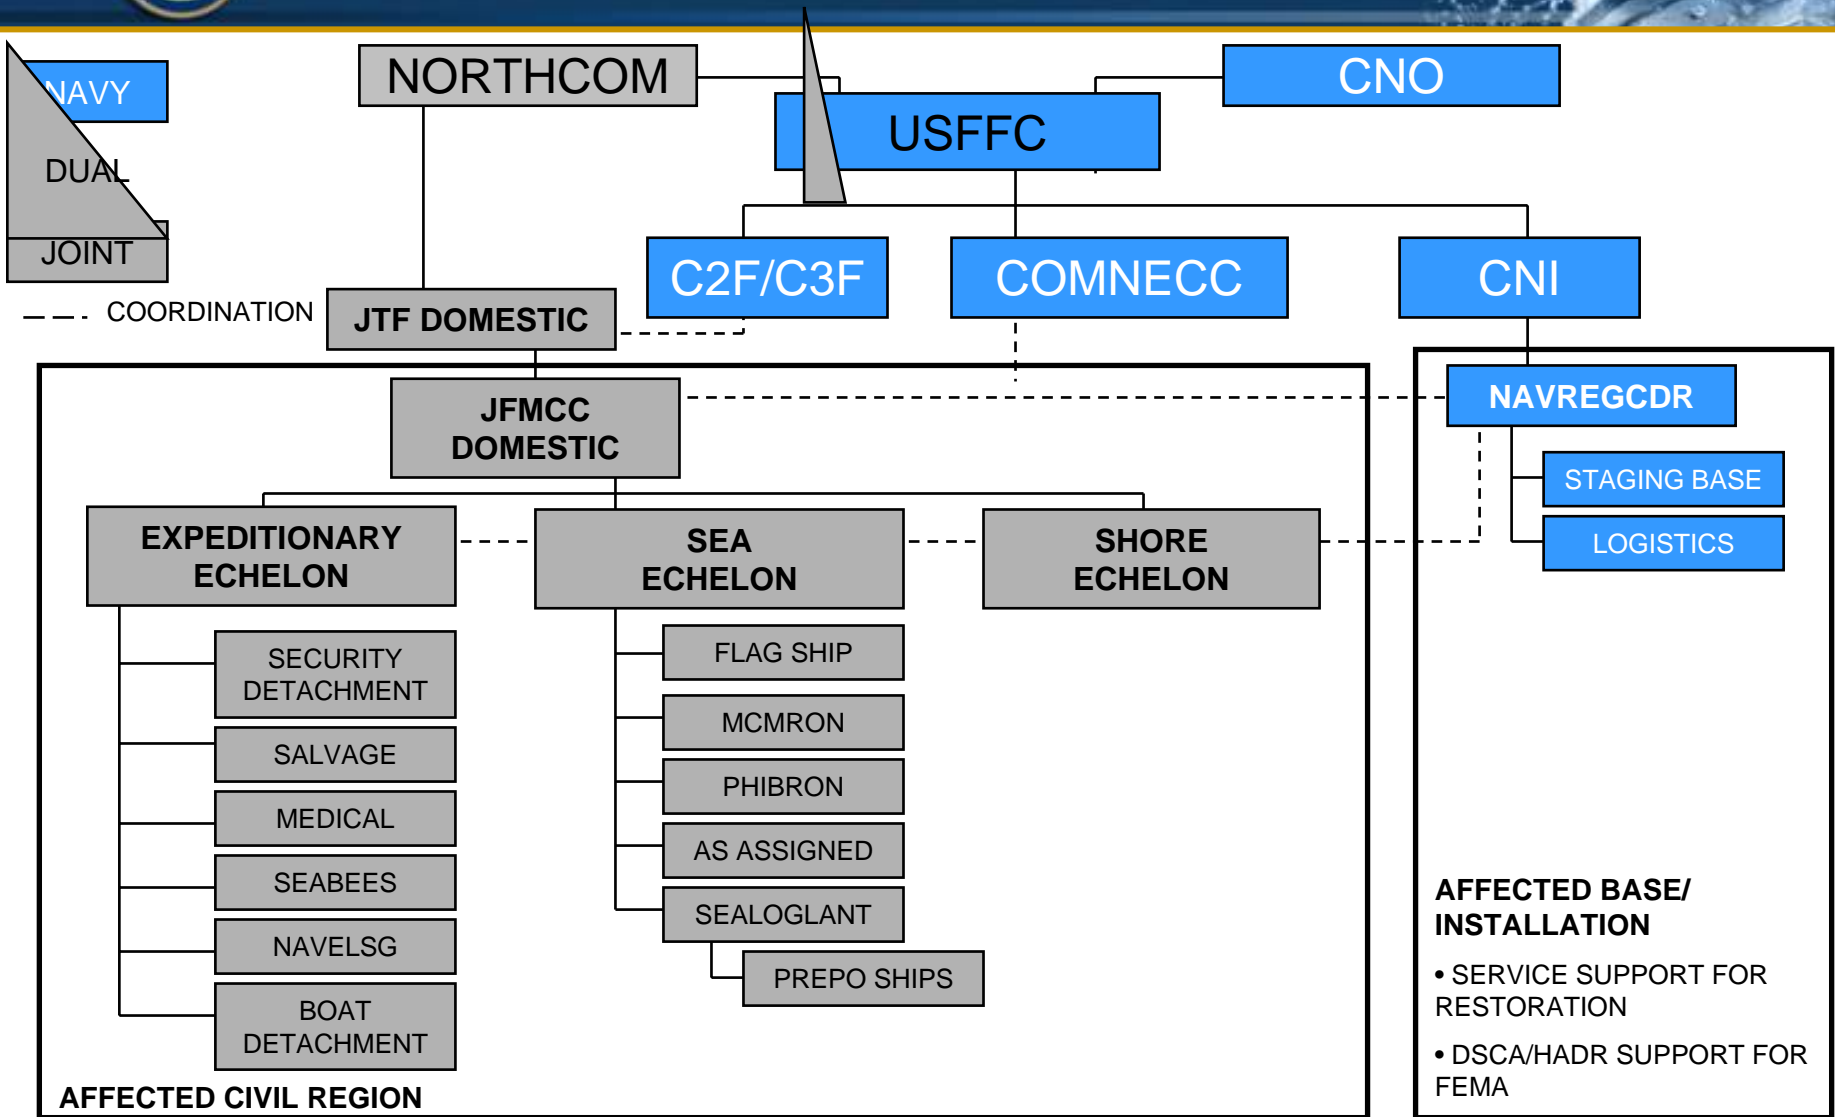 NORTHCOM
CNO
NAVY
USFFC
DUAL
JOINT
C2F/C3F
COMNECC
CNI
COORDINATION
JTF DOMESTIC
JFMCC
DOMESTIC
NAVREGCDR
STAGING BASE
LOGISTICS
EXPEDITIONARY
ECHELON
SEA
ECHELON
SHORE
ECHELON
SECURITY
DETACHMENT
SALVAGE
MEDICAL
SEABEES
NAVELSG
BOAT
DETACHMENT
FLAG SHIP
MCMRON
PHIBRON
AS ASSIGNED
SEALOGLANT
PREPO SHIPS
AFFECTED CIVIL REGION
AFFECTED BASE/
INSTALLATION
• SERVICE SUPPORT FOR
RESTORATION
• DSCA/HADR SUPPORT FOR
FEMA